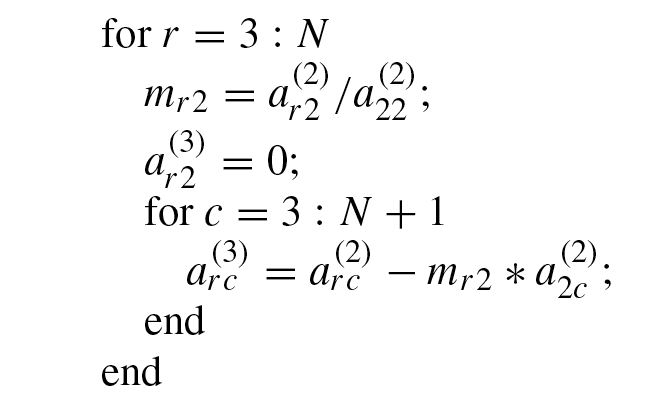 for r = 3 : N
m_{r2} = a_{r2}^{(2)}/a_{22}^{(2)};
a_{r2}^{(3)} = 0;
for c = 3 : N + 1
a_{rc}^{(3)} = a_{rc}^{(2)} − m_{r2} ∗ a_{2c}^{(2)};
end
end